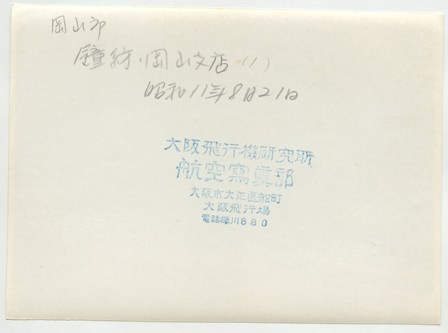 岡山市
鐘紡・岡山支店(1)
昭和11年8月21日
大阪飛行機研究所
航空寫眞部
大阪市大正區船町
大阪飛行場
電話櫻川880